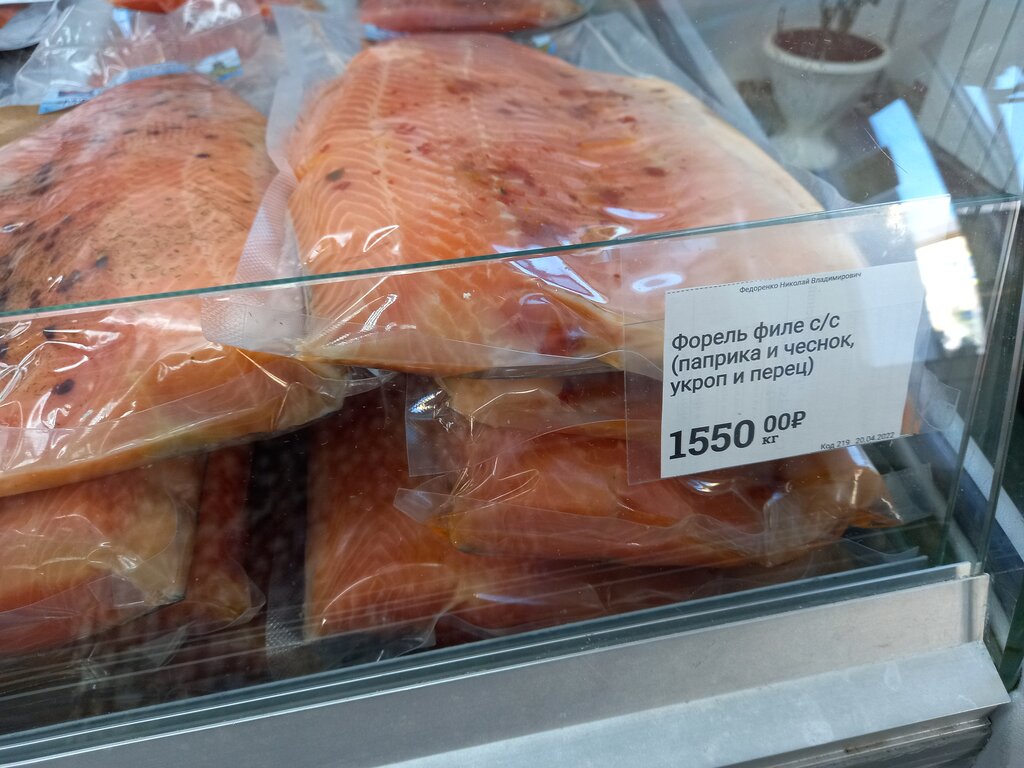 Федоренко Николай Владимирович
Форель филе с/с
(паприка и чеснок,
укроп и перец)
1550 00₽
кг
Код 219 20.04.2022